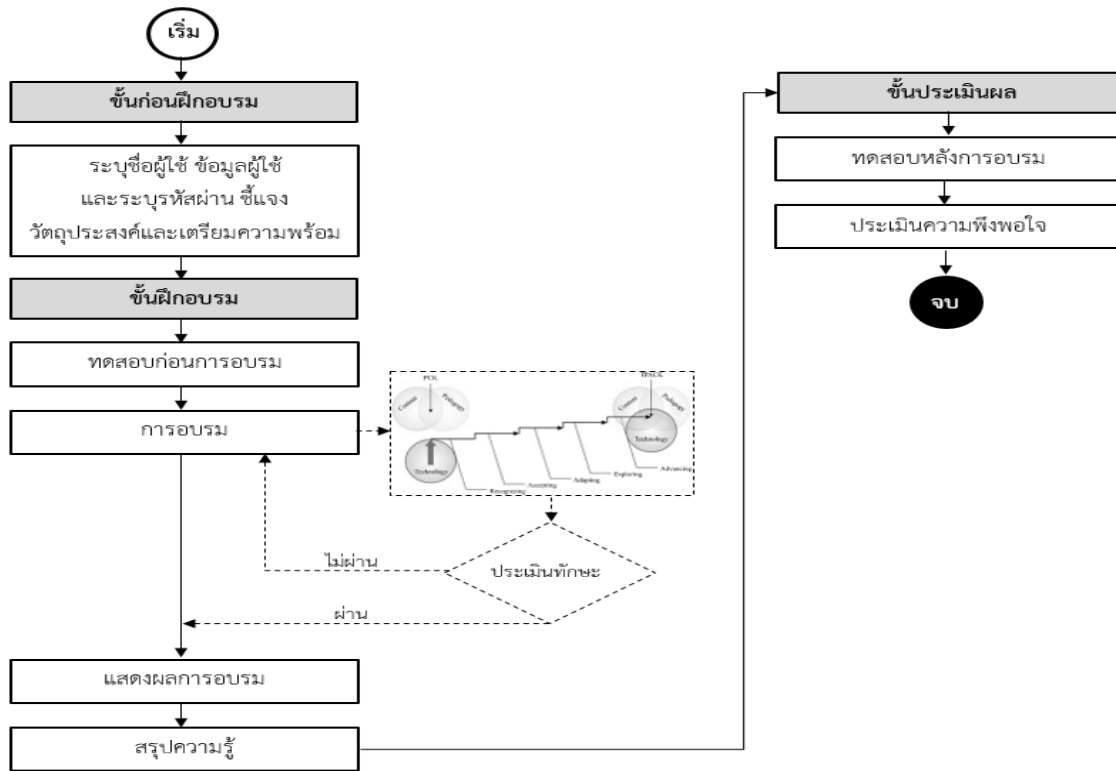 เริ่ม
ขั้นก่อนฝึกอบรม
ระบุชื่อผู้ใช้ ข้อมูลผู้ใช้
และระบุรหัสผ่าน ชี้แจง
วัตถุประสงค์และเตรียมความพร้อม
ขั้นฝึกอบรม
ทดสอบก่อนการอบรม
การอบรม
PCK
Content
Pedagogy
Technology
Recognizing
Accepting
Adapting
Exploring
Advancing
TPACK
Content
Pedagogy
Technology
ประเมินทักษะ
ไม่ผ่าน
ผ่าน
แสดงผลการอบรม
สรุปความรู้
ขั้นประเมินผล
ทดสอบหลังการอบรม
ประเมินความพึงพอใจ
จบ